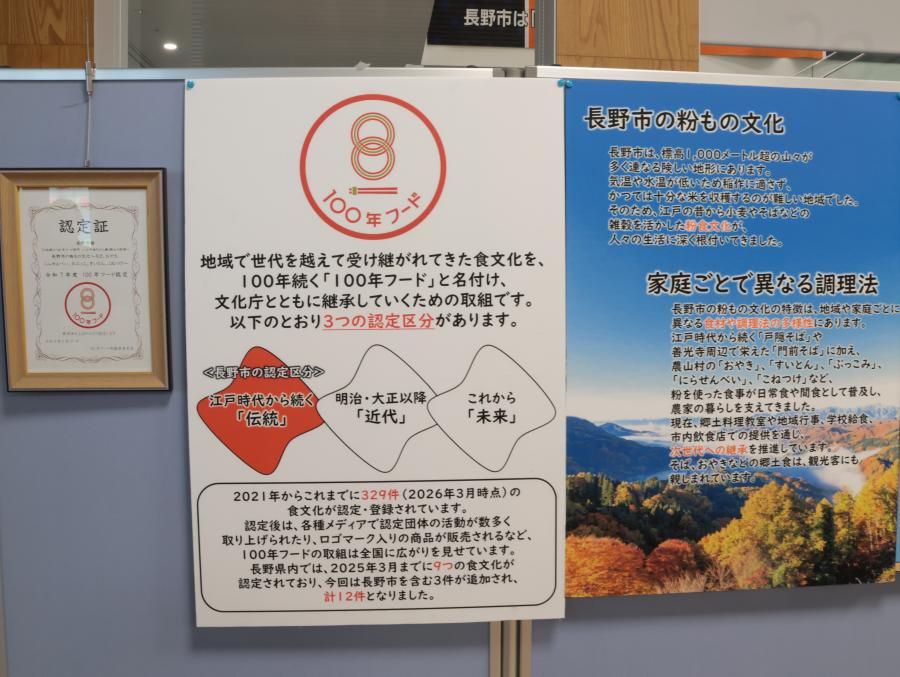 長野市は
認定証
令和7年度 100年フード認定
100年フード
100年フード
地域で世代を越えて受け継がれてきた食文化を、
100年続く「100年フード」と名付け、
文化庁とともに継承していくための取組です。
以下のとおり3つの認定区分があります。
<長野市の認定区分>
江戸時代から続く
「伝統」
明治・大正以降
「近代」
これから
「未来」
2021年からこれまでに329件(2026年3月時点)の
食文化が認定・登録されています。
認定後は、各種メディアで認定団体の活動が数多く
取り上げられたり、ロゴマーク入りの商品が販売されるなど、
100年フードの取組は全国に広がりを見せています。
長野県内では、2025年3月までに9つの食文化が
認定されており、今回は長野市を含む3件が追加され、
計12件となりました。
長野市の粉もの文化
長野市は、標高1,000メートル超の山々が
多く連なる険しい地形にあります。
気温や水温が低いため稲作に適さず、
かつては十分な米を収穫するのが難しい地域でした。
そのため、江戸の昔から小麦やそばなどの
雑穀を活かした粉食文化が、
人々の生活に深く根付いてきました。
家庭ごとで異なる調理法
長野市の粉もの文化の特徴は、地域や家庭ごとに
異なる食材や調理法の多様性にあります。
江戸時代から続く「戸隠そば」や
善光寺周辺で栄えた「門前そば」に加え、
農山村の「おやき」、「すいとん」、「ぶっこみ」、
「にらせんべい」、「こねつけ」など、
粉を使った食事が日常食や間食として普及し、
農家の暮らしを支えてきました。
現在、郷土料理教室や地域行事、学校給食、
市内飲食店での提供を通じ、
次世代への継承を推進しています。
そば、おやきなどの郷土食は、観光客にも
親しまれています。